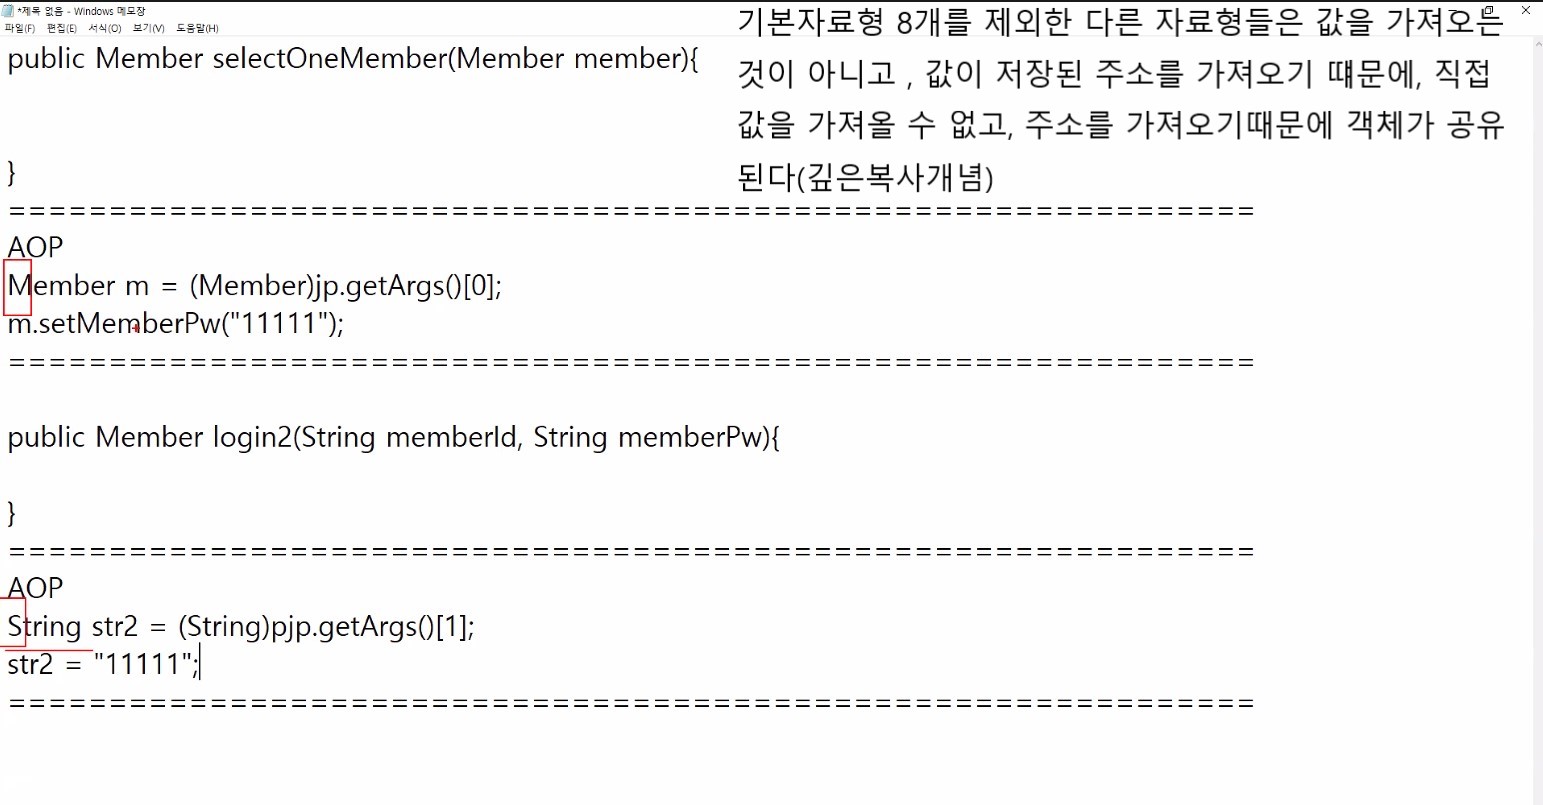 *제목 없음 - Windows 메모장
파일(F) 편집(E) 서식(O) 보기(V) 도움말(H)
기본자료형 8개를 제외한 다른 자료형들은 값을 가져오는
것이 아니고 , 값이 저장된 주소를 가져오기 떄문에, 직접
값을 가져올 수 없고, 주소를 가져오기때문에 객체가 공유
된다(깊은복사개념)
public Member selectOneMember(Member member){
}
==============================================================
AOP
Member m = (Member)jp.getArgs()[0];
m.setMemberPw("11111");
==============================================================
public Member login2(String memberId, String memberPw){
}
==============================================================
AOP
String str2 = (String)pjp.getArgs()[1];
str2 = "11111";
==============================================================